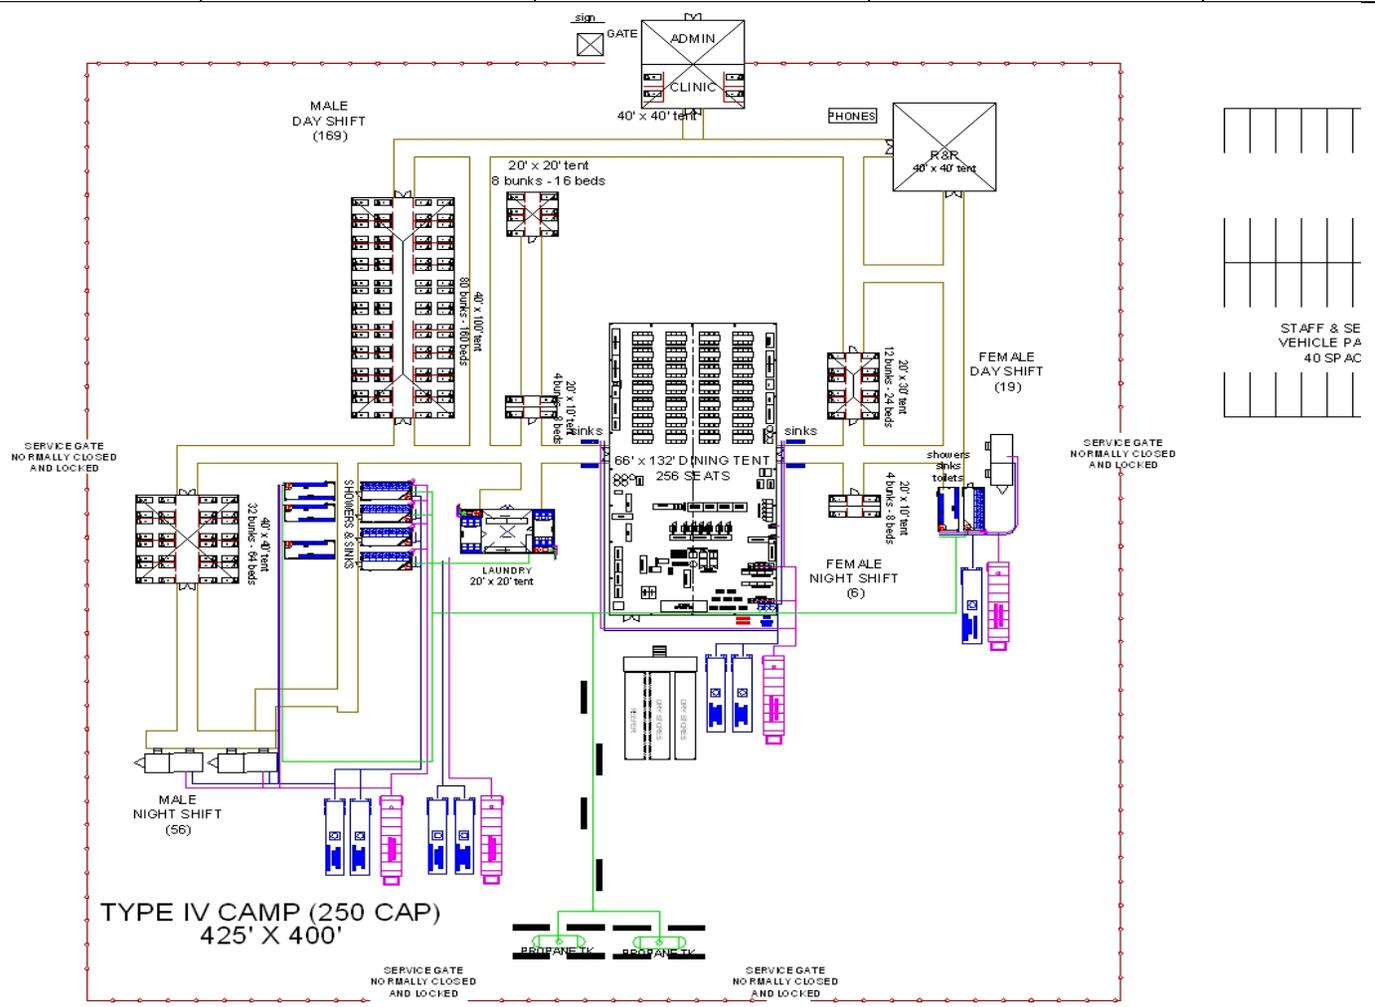 sign
GATE
ADMIN
CLINIC
40' x 40' tent
MALE
DAY SHIFT
(169)
PHONES
R&R
40' x 40' tent
20' x 20' tent
8 bunks - 16 beds
40' x 100' tent
80 bunks - 160 beds
20' x 10' tent
4 bunks - 8 beds
20' x 30' tent
12 bunks - 24 beds
FEMALE
DAY SHIFT
(19)
STAFF & SE
VEHICLE PA
40 SPAC
SERVICE GATE
NORMALLY CLOSED
AND LOCKED
sinks
sinks
66' x 132' DINING TENT
256 SEATS
showers
sinks
toilets
SERVICE GATE
NORMALLY CLOSED
AND LOCKED
40' x 40' tent
32 bunks - 64 beds
SHOWERS & SINKS
LAUNDRY
20' x 20' tent
20' x 10' tent
4 bunks - 8 beds
FEMALE
NIGHT SHIFT
(6)
REEFER
DRY STORES
DRY STORES
MALE
NIGHT SHIFT
(56)
TYPE IV CAMP (250 CAP)
425' X 400'
PROPANE TK
PROPANE TK
SERVICE GATE
NORMALLY CLOSED
AND LOCKED
SERVICE GATE
NORMALLY CLOSED
AND LOCKED